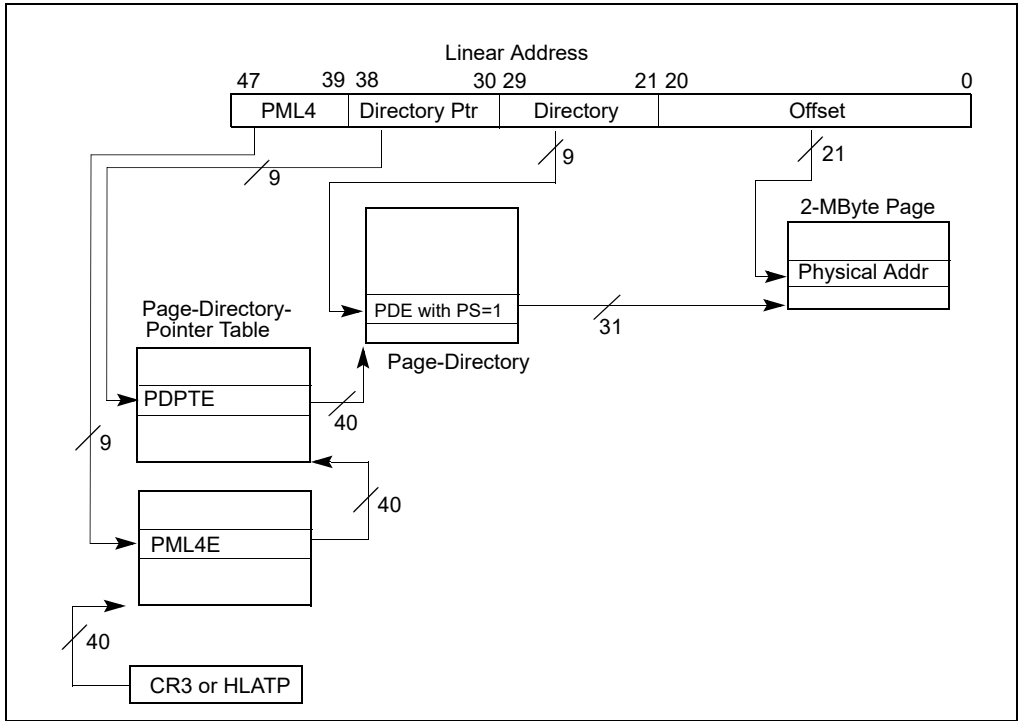 Linear Address
47 39 38 30 29 21 20 0
PML4 Directory Ptr Directory Offset
9
9
21
2-MByte Page
Physical Addr
PDE with PS=1
31
Page-Directory-
Pointer Table
Page-Directory
PDPTE
40
9
40
PML4E
40
CR3 or HLATP